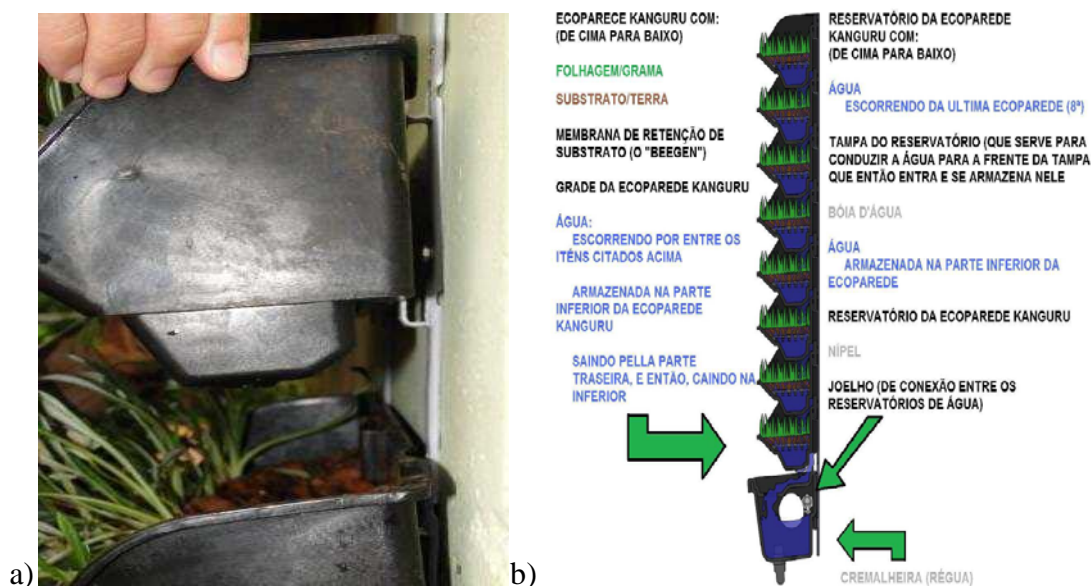 ECOPARECE KANGURU COM:
(DE CIMA PARA BAIXO)
FOLHAGEM/GRAMA
SUBSTRATO/TERRA
MEMBRANA DE RETENÇÃO DE
SUBSTRATO (O "BEEGEN")
GRADE DA ECOPAREDE KANGURU
ÁGUA:
ESCORRENDO POR ENTRE OS
ITÉNS CITADOS ACIMA
ARMAZENADA NA PARTE
INFERIOR DA ECOPAREDE
KANGURU
SAINDO PELLA PARTE
TRASEIRA, E ENTÃO, CAINDO NA
INFERIOR
RESERVATÓRIO DA ECOPAREDE
KANGURU COM:
(DE CIMA PARA BAIXO)
ÁGUA
ESCORRENDO DA ULTIMA ECOPAREDE (8ª)
TAMPA DO RESERVATÓRIO (QUE SERVE PARA
CONDUZIR A ÁGUA PARA A FRENTE DA TAMPA
QUE ENTÃO ENTRA E SE ARMAZENA NELE
BÓIA D'ÁGUA
ÁGUA
ARMAZENADA NA PARTE INFERIOR DA
ECOPAREDE
RESERVATÓRIO DA ECOPAREDE KANGURU
NÍPEL
JOELHO (DE CONEXÃO ENTRE OS
RESERVATÓRIOS DE ÁGUA)
CREMALHEIRA (RÉGUA)
a)
b)